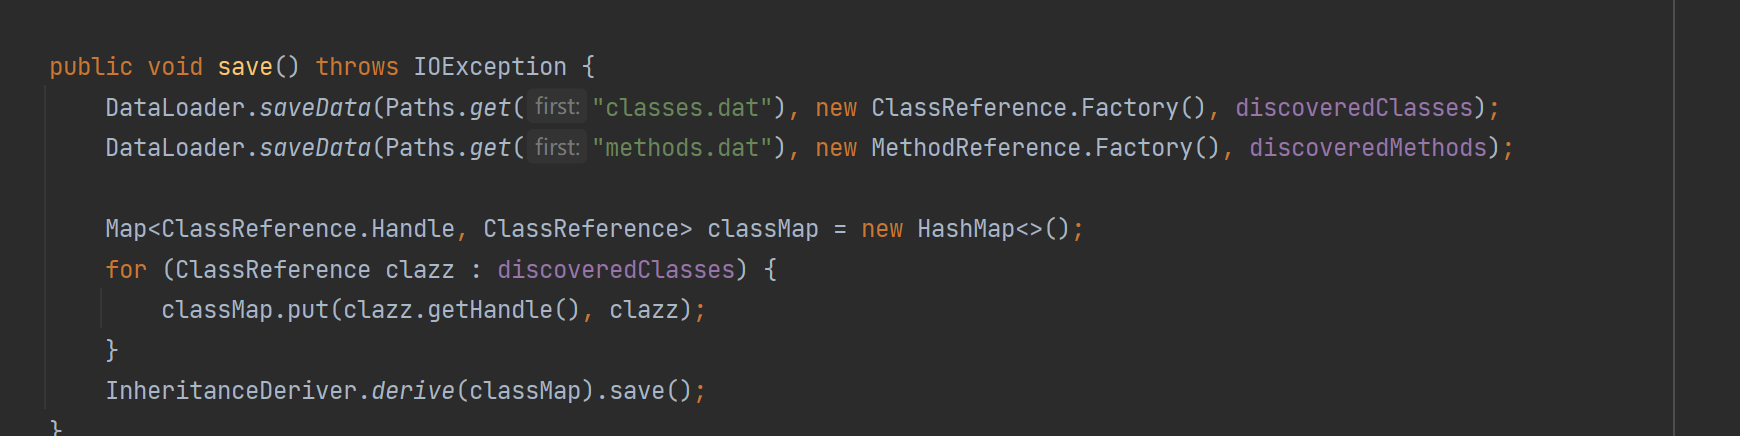 public void save() throws IOException {
DataLoader.saveData(Paths.get( first: "classes.dat"), new ClassReference.Factory(), discoveredClasses);
DataLoader.saveData(Paths.get( first: "methods.dat"), new MethodReference.Factory(), discoveredMethods);
Map<ClassReference.Handle, ClassReference> classMap = new HashMap<>();
for (ClassReference clazz : discoveredClasses) {
classMap.put(clazz.getHandle(), clazz);
}
InheritanceDeriver.derive(classMap).save();
}